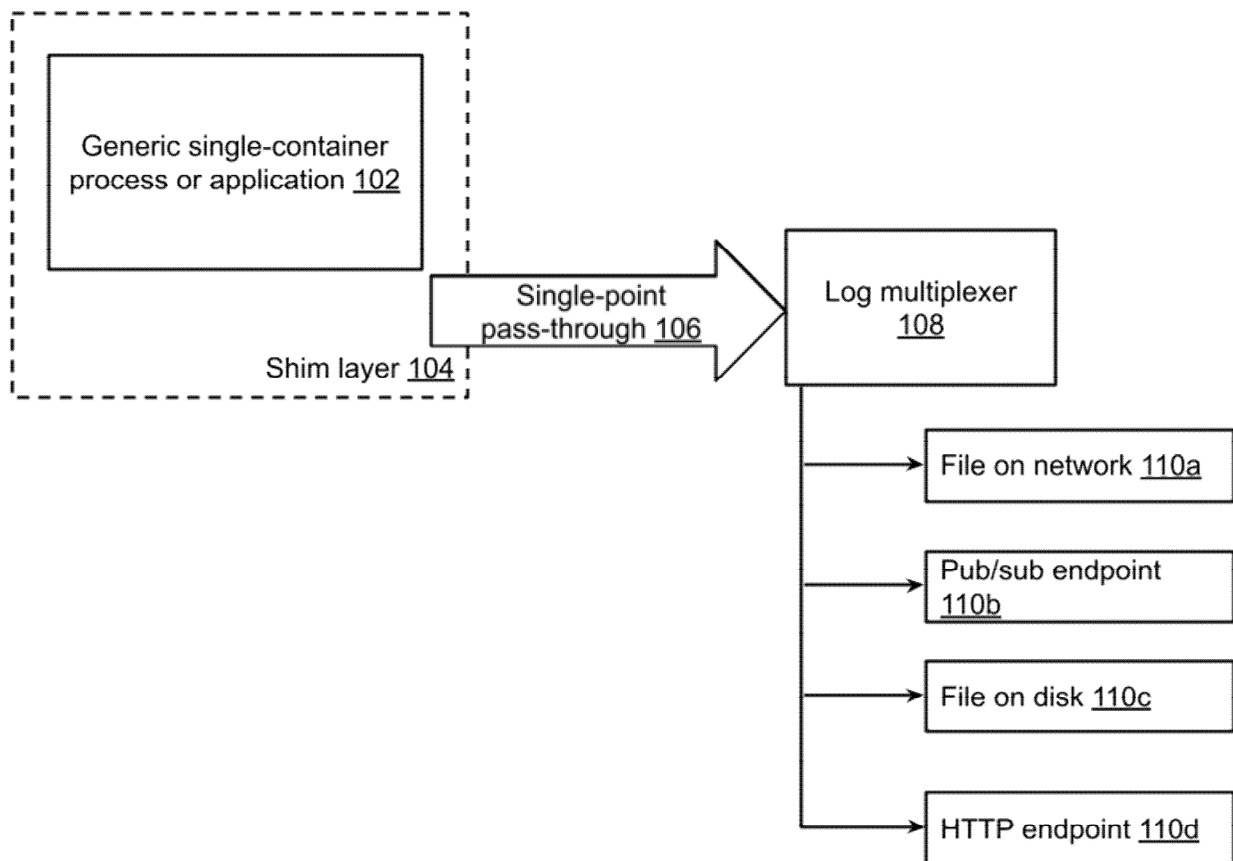 Generic single-container
process or application 102
Single-point
pass-through 106
Shim layer 104
Log multiplexer
108
File on network 110a
Pub/sub endpoint
110b
File on disk 110c
HTTP endpoint 110d